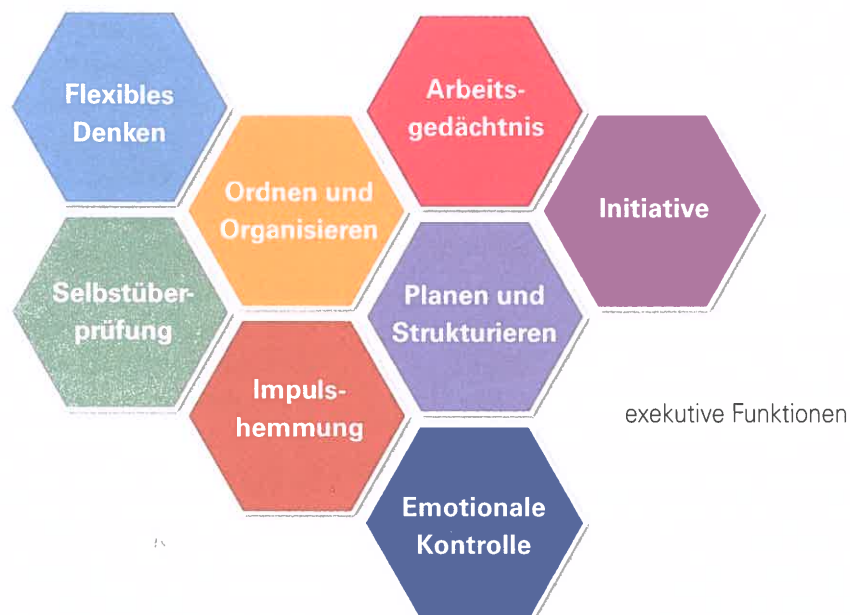 Flexibles
Denken
Arbeits-
gedächtnis
Ordnen und
Organisieren
Initiative
Selbstüber-
prüfung
Planen und
Strukturieren
Impuls-
hemmung
exekutive Funktionen
Emotionale
Kontrolle